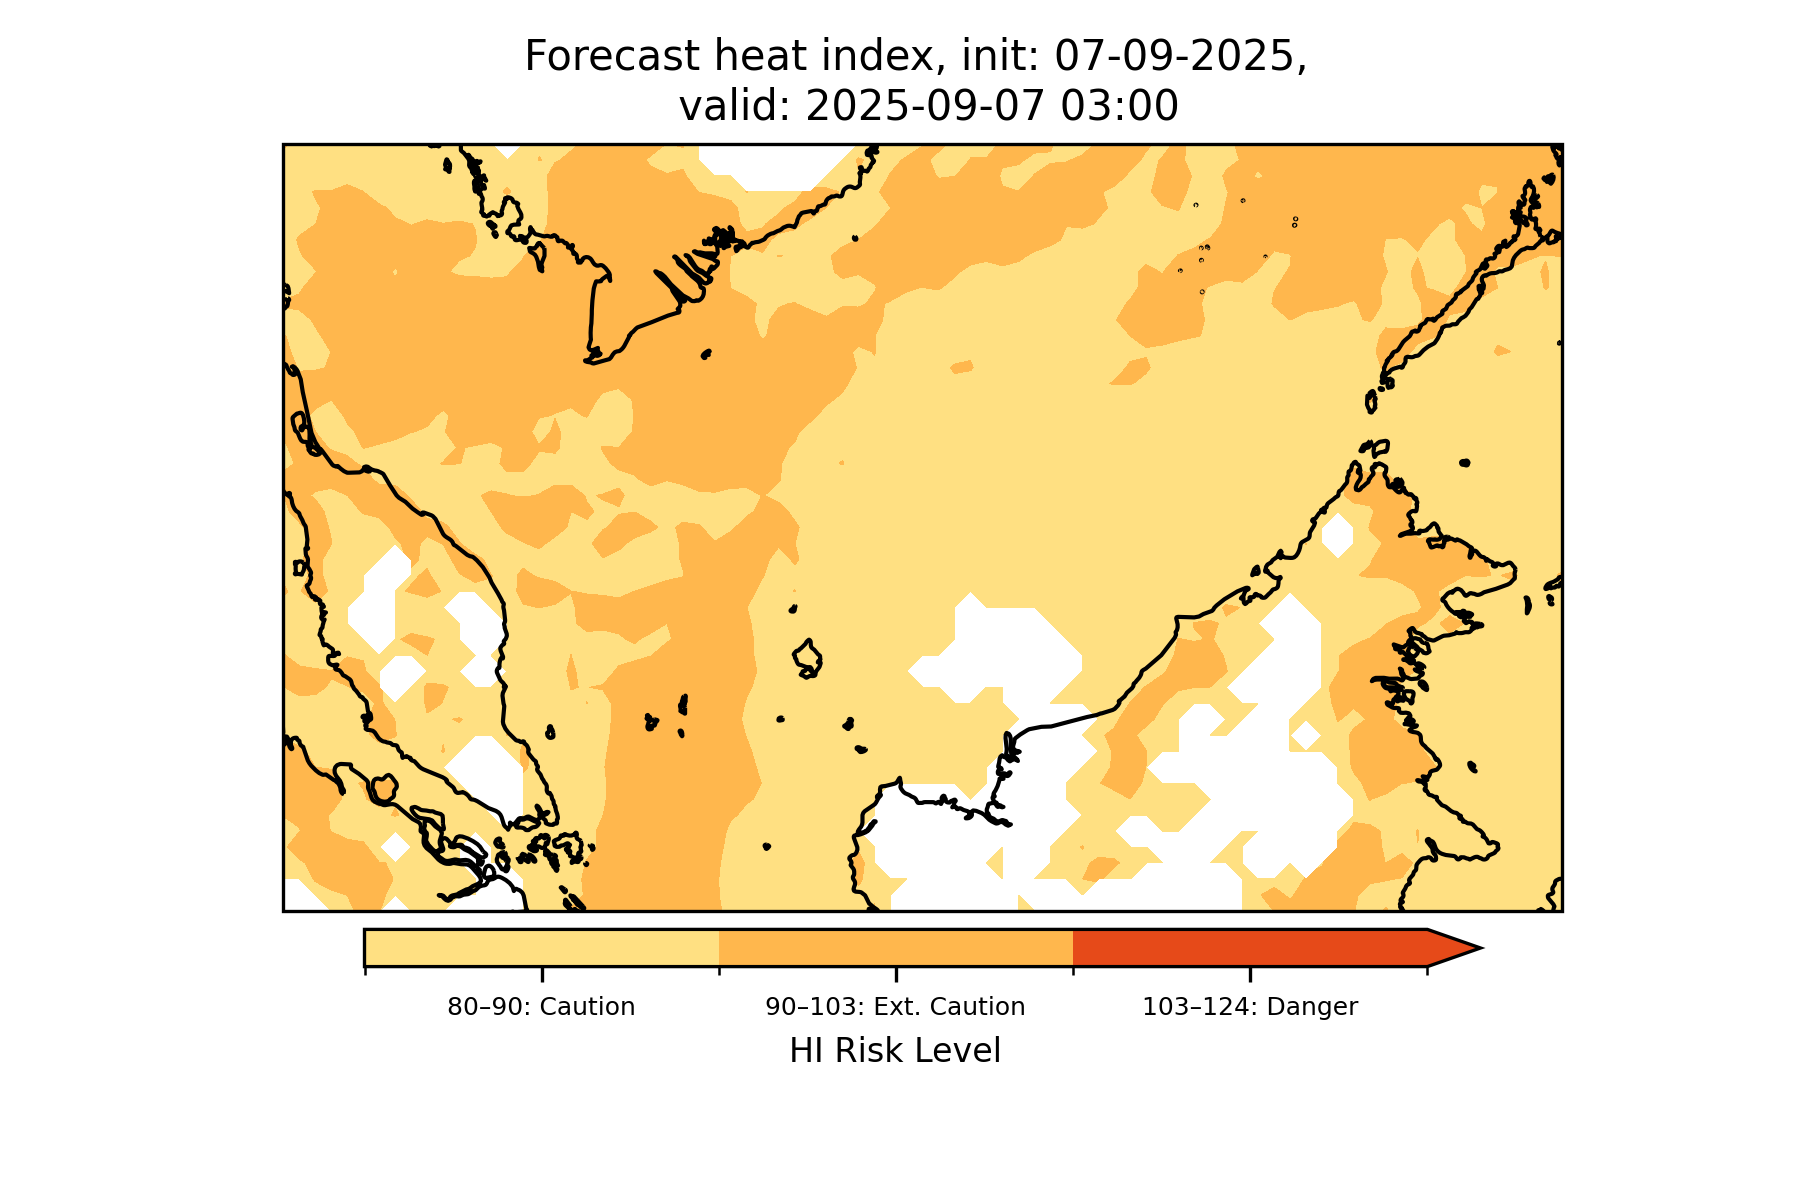 Forecast heat index, init: 07-09-2025,
valid: 2025-09-07 03:00
80–90: Caution
90–103: Ext. Caution
103–124: Danger
HI Risk Level